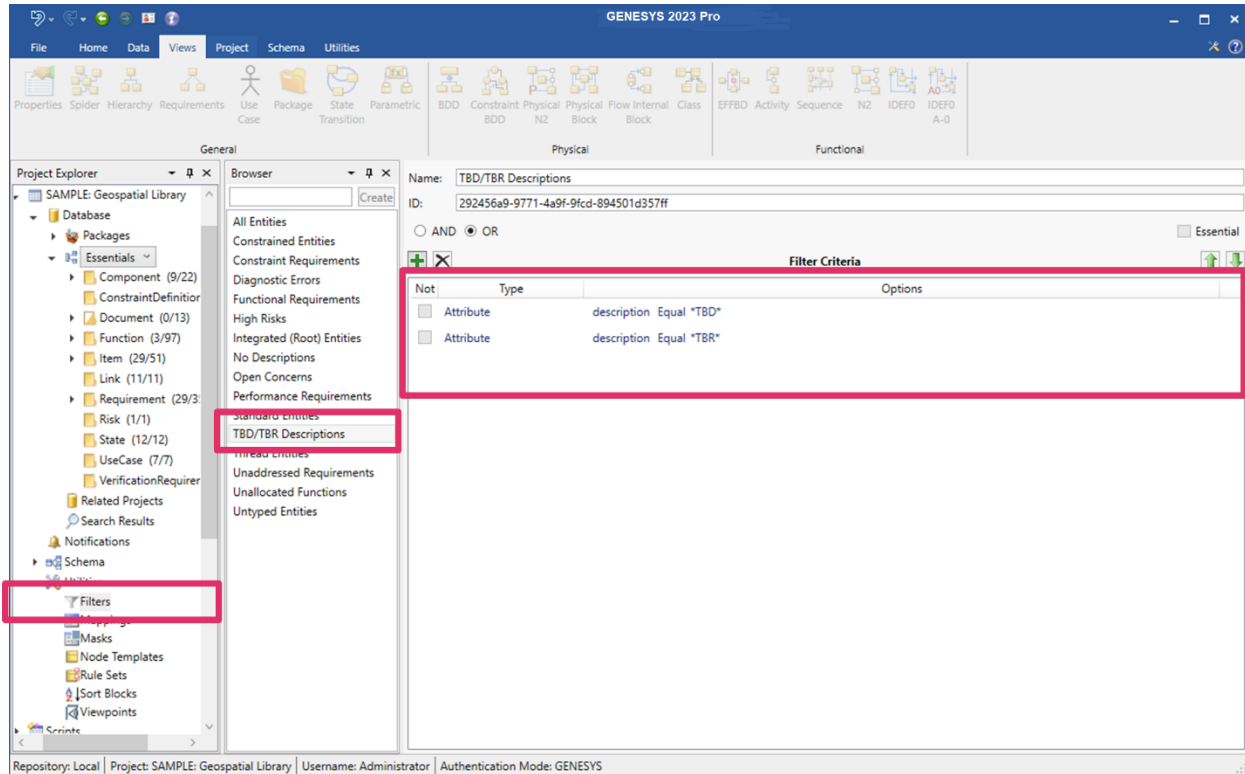 GENESYS 2023 Pro
File Home Data Views Project Schema Utilities
Properties Spider Hierarchy Requirements Use Case Package State Transition Parametric BDD Constraint BDD Physical N2 Physical Block Flow Internal Block Class EFFBD Activity Sequence N2 IDEF0 IDEF0 A-0
General Physical Functional
Project Explorer
SAMPLE: Geospatial Library
Database
Packages
Essentials
Component (9/22)
ConstraintDefinition
Document (0/13)
Function (3/97)
Item (29/51)
Link (11/11)
Requirement (29/3
Risk (1/1)
State (12/12)
UseCase (7/7)
VerificationRequirer
Related Projects
Search Results
Notifications
Schema
Utilities
Filters
Mappings
Masks
Node Templates
Rule Sets
Sort Blocks
Viewpoints
Scripts
Browser
Create
All Entities
Constrained Entities
Constraint Requirements
Diagnostic Errors
Functional Requirements
High Risks
Integrated (Root) Entities
No Descriptions
Open Concerns
Performance Requirements
Standard Entities
TBD/TBR Descriptions
Thread Entities
Unaddressed Requirements
Unallocated Functions
Untyped Entities
Name: TBD/TBR Descriptions
ID: 292456a9-9771-4a9f-9fcd-894501d357ff
AND OR Essential
Filter Criteria
Not Type Options
Attribute description Equal *TBD*
Attribute description Equal *TBR*
Repository: Local Project: SAMPLE: Geospatial Library Username: Administrator Authentication Mode: GENESYS